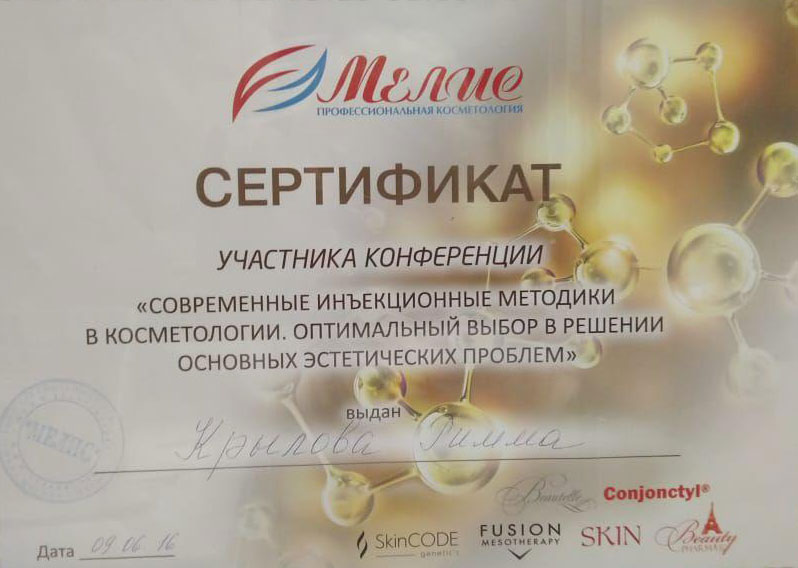 Мелис
ПРОФЕССИОНАЛЬНАЯ КОСМЕТОЛОГИЯ
СЕРТИФИКАТ
УЧАСТНИКА КОНФЕРЕНЦИИ
«СОВРЕМЕННЫЕ ИНЪЕКЦИОННЫЕ МЕТОДИКИ
В КОСМЕТОЛОГИИ. ОПТИМАЛЬНЫЙ ВЫБОР В РЕШЕНИИ
ОСНОВНЫХ ЭСТЕТИЧЕСКИХ ПРОБЛЕМ»
выдан
Крылова Римма
"МЕЛИС"
Beautelle
Conjonctyl®
SkinCODE
genetic's
FUSION
MESOTHERAPY
SKIN
Beauty
PHARMA
Дата 09.06.16